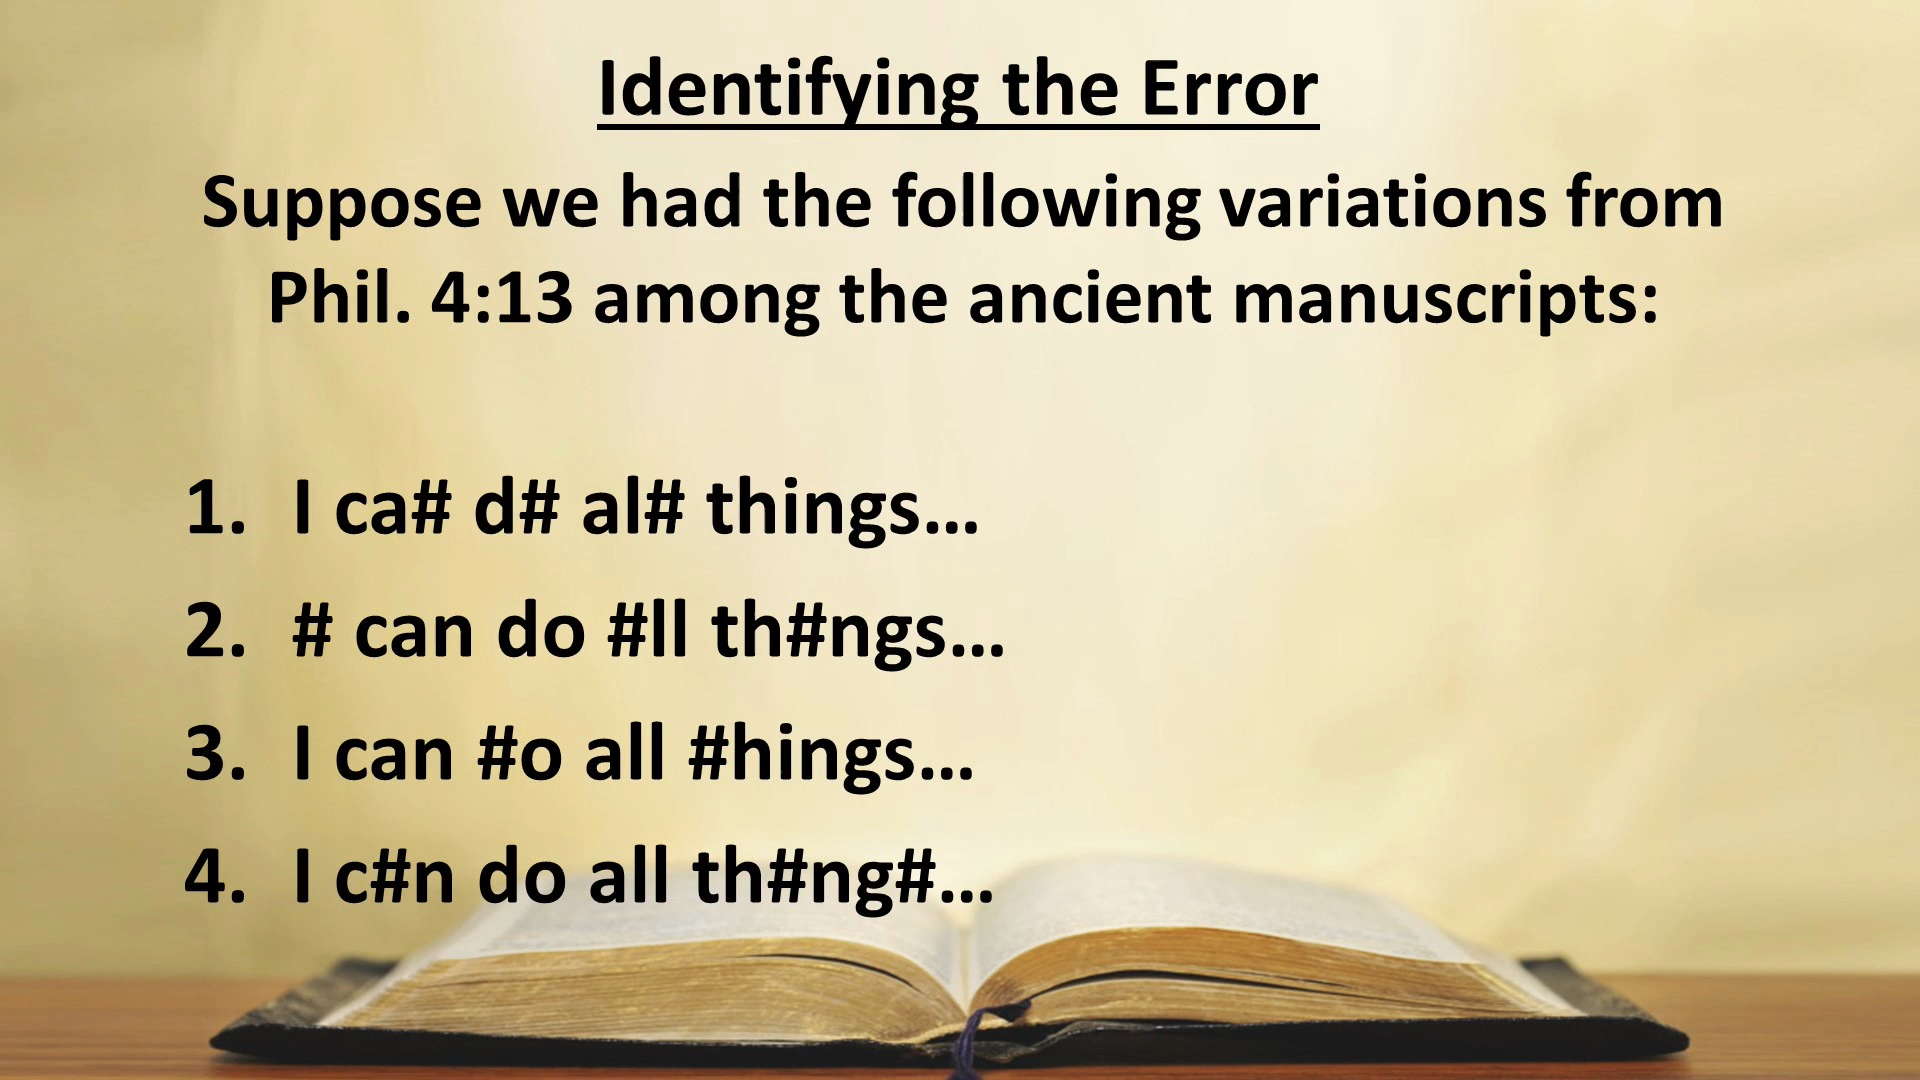 Identifying the Error
Suppose we had the following variations from
Phil. 4:13 among the ancient manuscripts:
1. I ca# d# al# things...
2. # can do #ll th#ngs...
3. I can #o all #hings...
4. I c#n do all th#ng#...